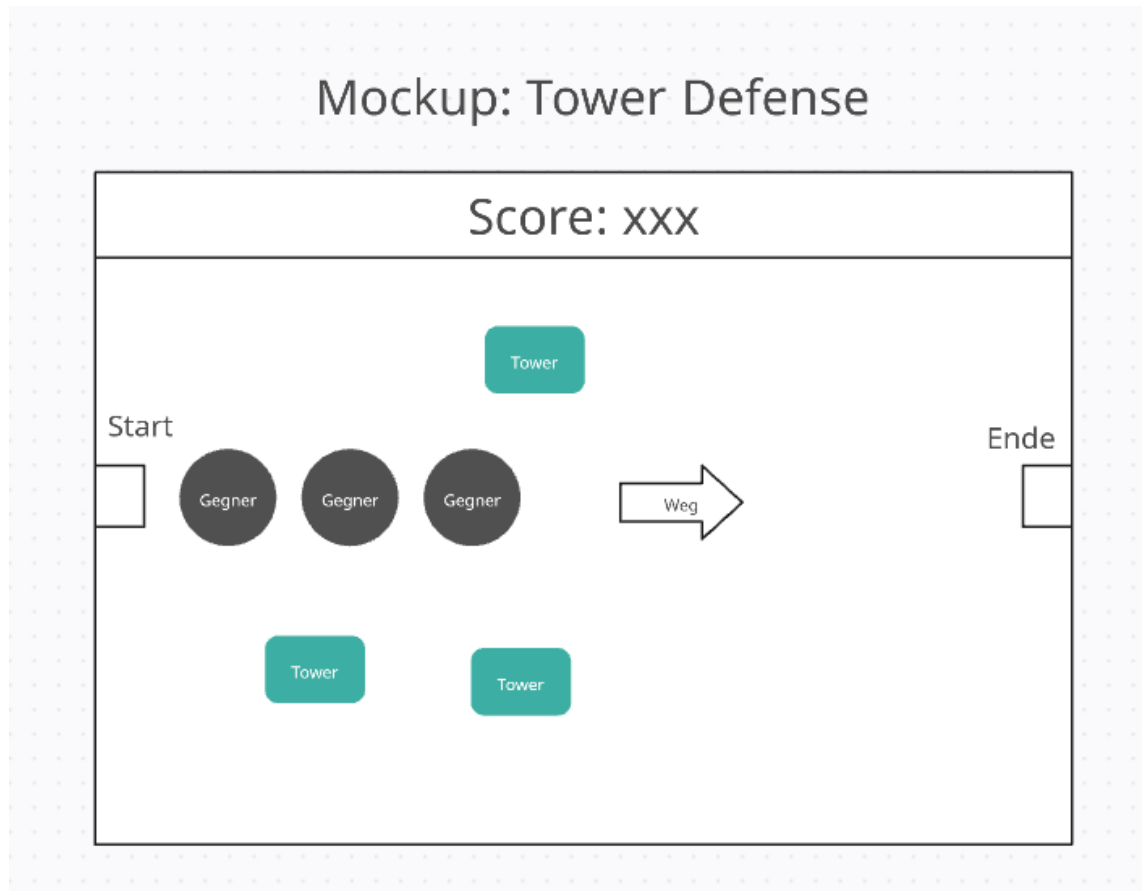 Mockup: Tower Defense
Score: xxx
Tower
Start
Ende
Gegner
Gegner
Gegner
Weg
Tower
Tower